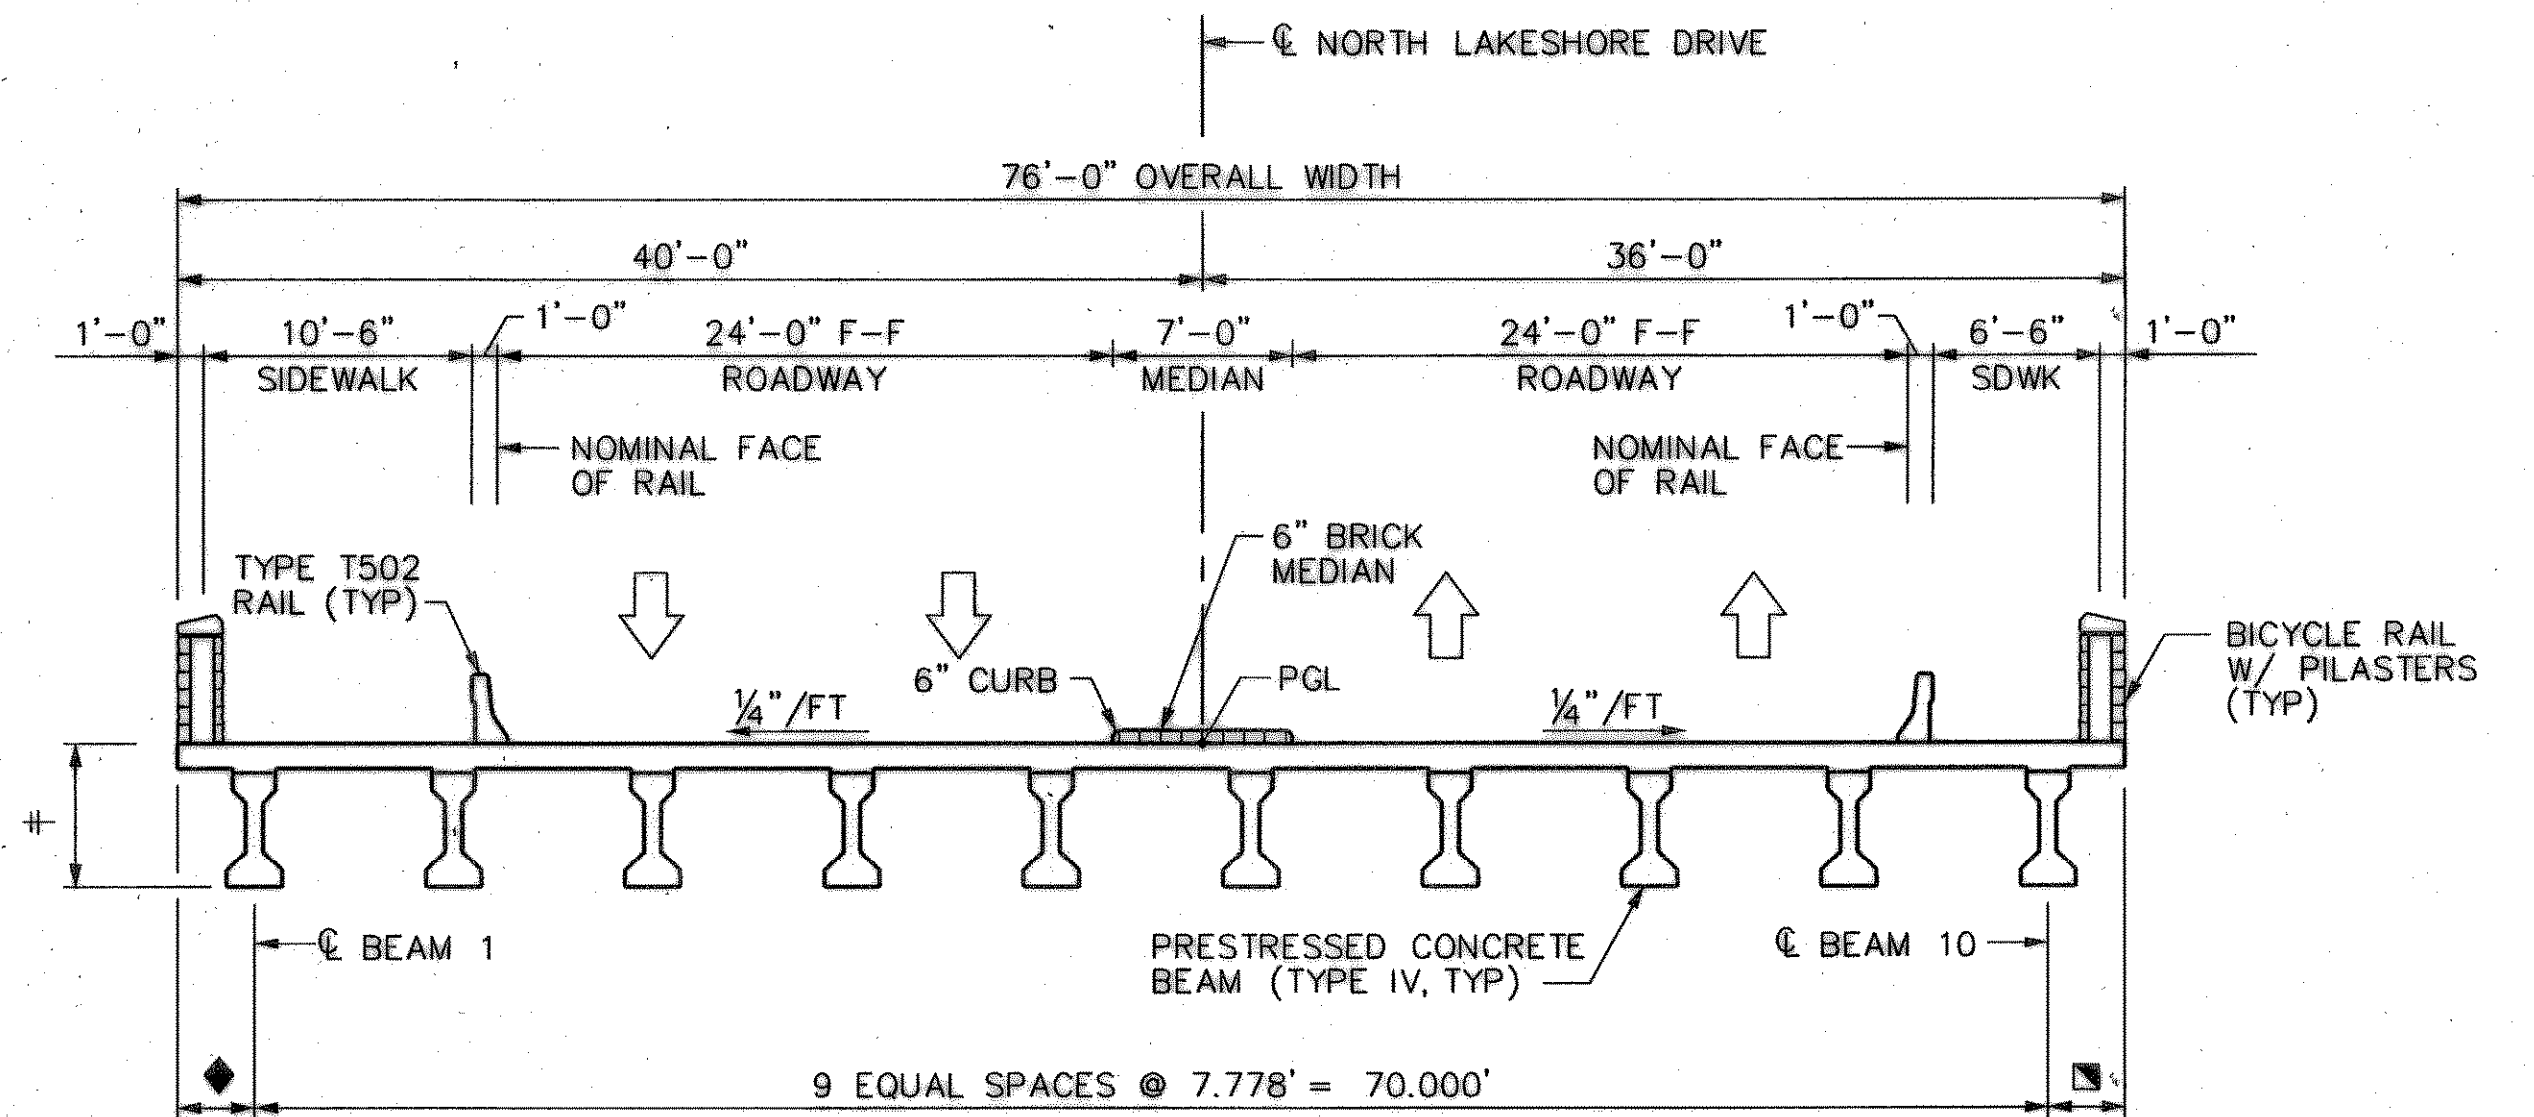 ℄ NORTH LAKESHORE DRIVE
76'-0" OVERALL WIDTH
40'-0"
36'-0"
1'-0"
10'-6"
1'-0"
24'-0" F-F
7'-0"
24'-0" F-F
1'-0"
6'-6"
1'-0"
SIDEWALK
ROADWAY
MEDIAN
ROADWAY
SDWK
NOMINAL FACE
OF RAIL
NOMINAL FACE
OF RAIL
6" BRICK
MEDIAN
TYPE T502
RAIL (TYP)
BICYCLE RAIL
W/ PILASTERS
(TYP)
6" CURB
PGL
¼"/FT
¼"/FT
℄ BEAM 1
PRESTRESSED CONCRETE
BEAM (TYPE IV, TYP)
℄ BEAM 10
9 EQUAL SPACES @ 7.778' = 70.000'